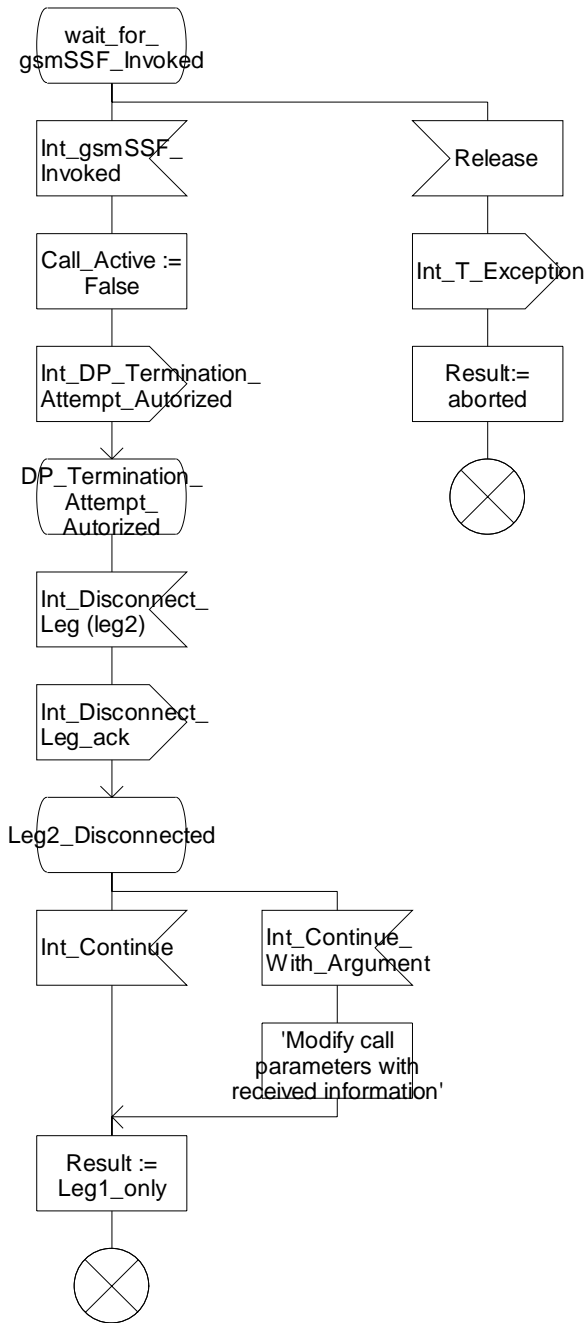 wait_for_
gsmSSF_Invoked
Int_gsmSSF_
Invoked
Release
Call_Active :=
False
Int_T_Exception
Int_DP_Termination_
Attempt_Autorized
Result:=
aborted
DP_Termination_
Attempt_
Autorized
Int_Disconnect_
Leg (leg2)
Int_Disconnect_
Leg_ack
Leg2_Disconnected
Int_Continue
Int_Continue_
With_Argument
'Modify call
parameters with
received information'
Result :=
Leg1_only